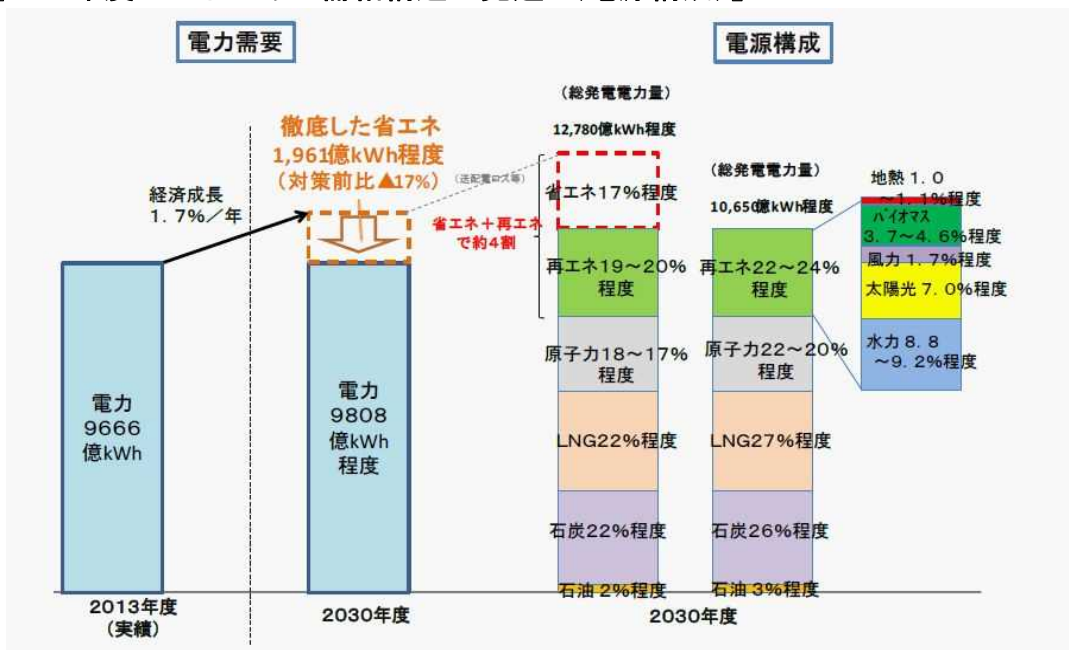 電力需要
電源構成
徹底した省エネ
1,961億kWh程度
(対策前比▲17%)
経済成長
1.7%/年
電力
9666
億kWh
電力
9808
億kWh
程度
2013年度
(実績)
2030年度
(送配電ロス等)
省エネ+再エネ
で約4割
(総発電電力量)
12,780億kWh程度
省エネ17%程度
再エネ19~20%
程度
原子力18~17%
程度
LNG22%程度
石炭22%程度
石油2%程度
(総発電電力量)
10,650億kWh程度
再エネ22~24%
程度
原子力22~20%
程度
LNG27%程度
石炭26%程度
石油3%程度
2030年度
地熱1.0
~1.1%程度
バイオマス
3.7~4.6%程度
風力1.7%程度
太陽光7.0%程度
水力8.8
~9.2%程度